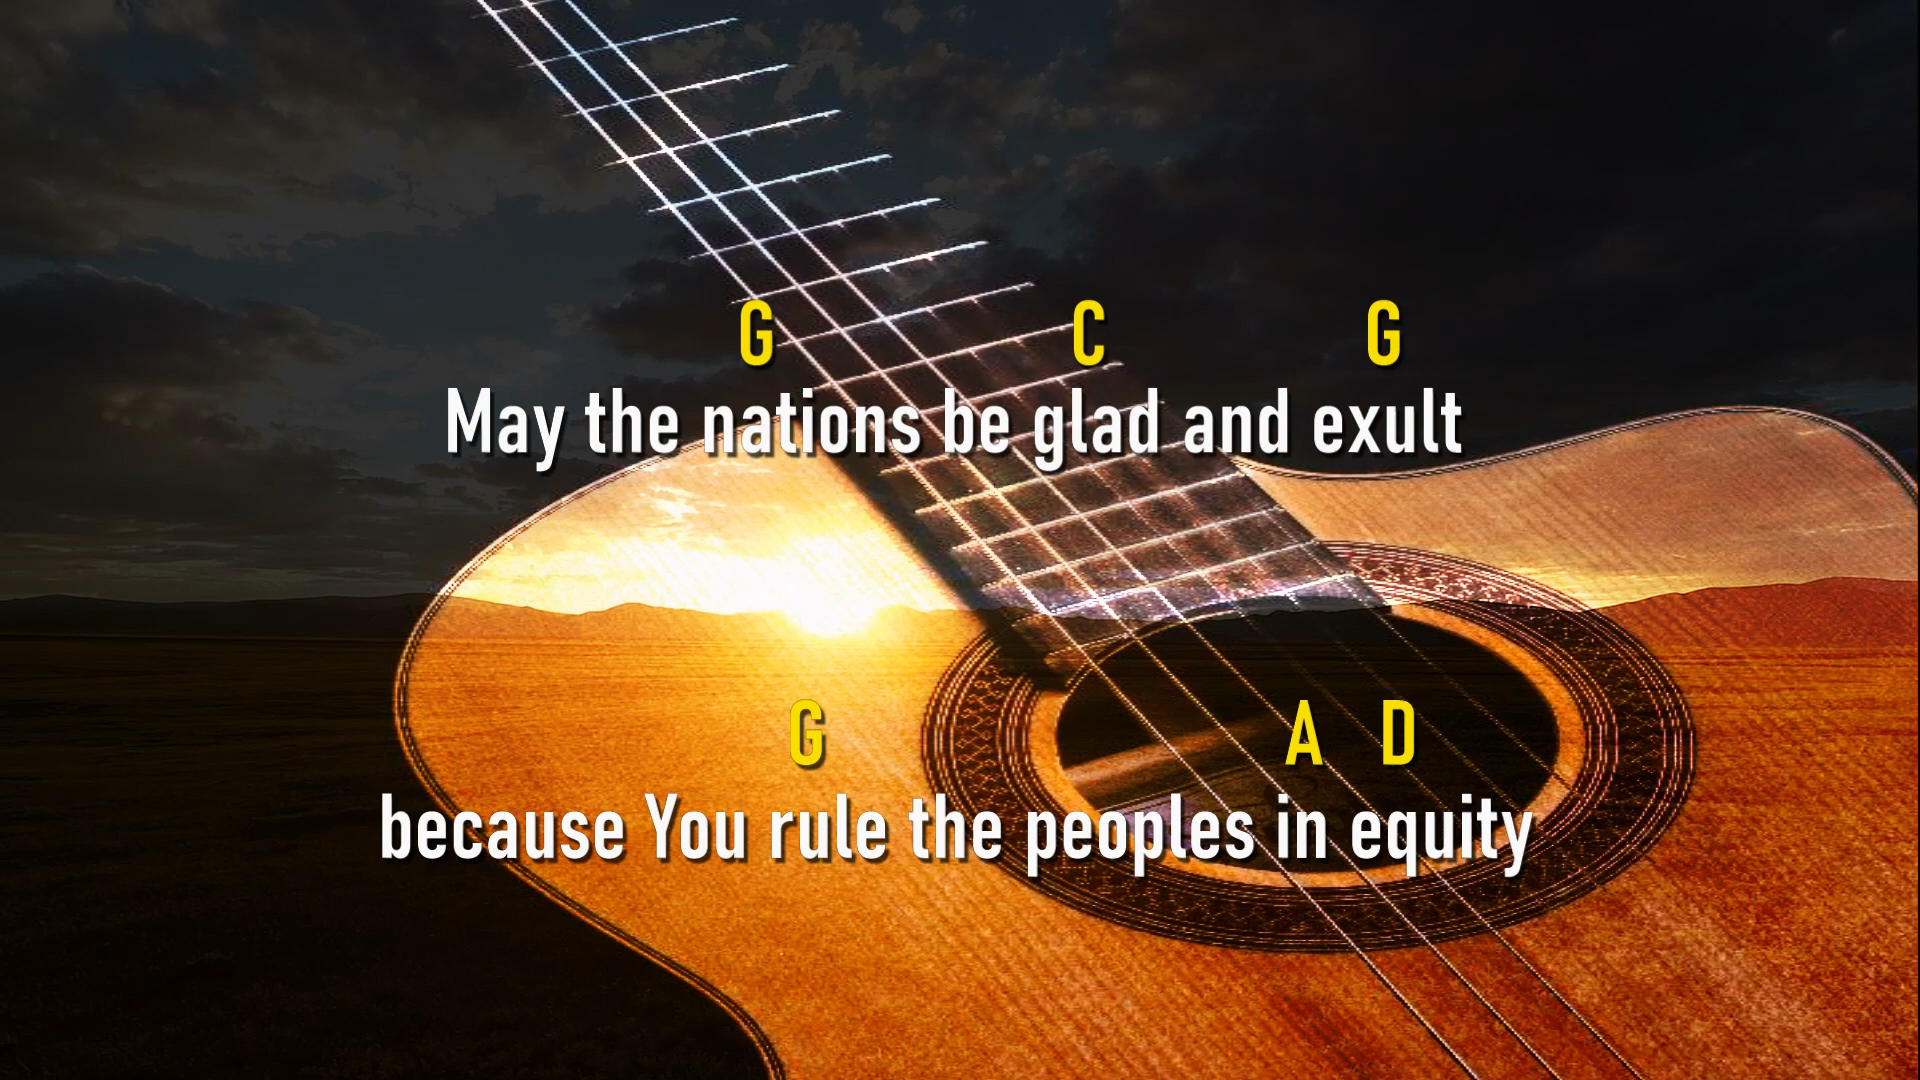 G C G
May the nations be glad and exult
G A D
because You rule the peoples in equity